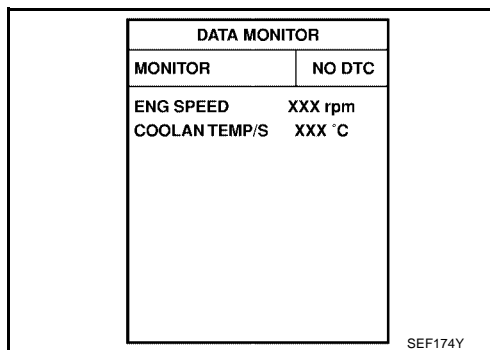 DATA MONITOR
MONITOR NO DTC
ENG SPEED XXX rpm
COOLAN TEMP/S XXX °C
SEF174Y